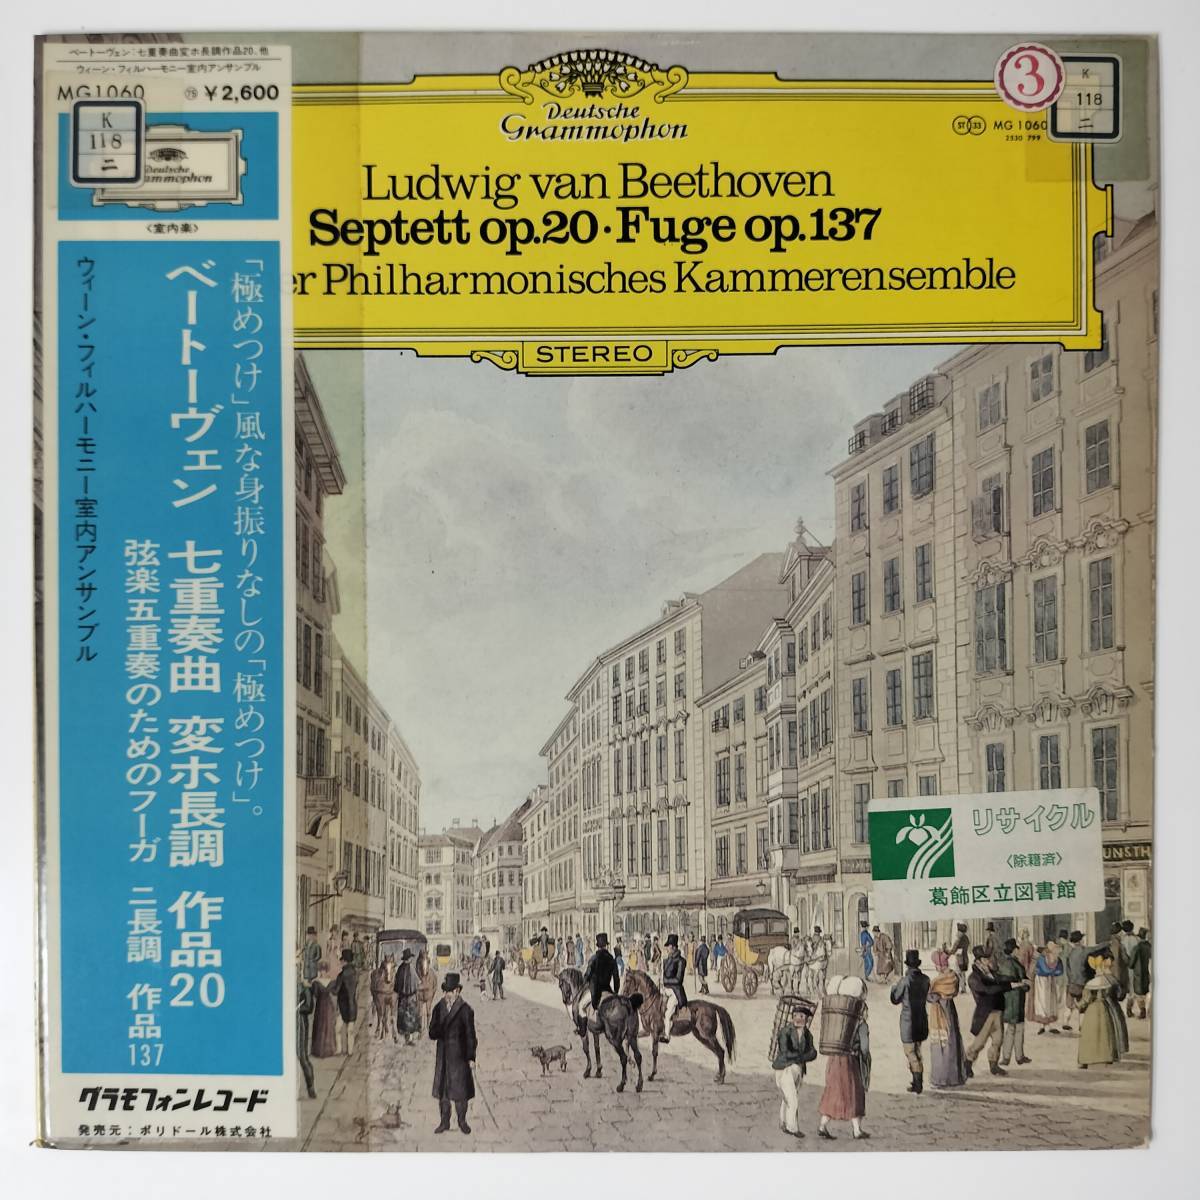 ベートーヴェン:七重奏曲変ホ長調作品20、他
ウィーン・フィルハーモニー室内アンサンブル
MG1060 ㊆ ¥2,600
K
118
ニ
Deutsche
Grammophon
〈室内楽〉
「極めつけ」風な身振りなしの「極めつけ」。
ベートーヴェン 七重奏曲 変ホ長調 作品20
弦楽五重奏のためのフーガ ニ長調 作品137
ウィーン・フィルハーモニー室内アンサンブル
グラモフォンレコード
発売元:ポリドール株式会社
Deutsche
Grammophon
3
K
118
ニ
ST 33 MG 1060
2530 799
Ludwig van Beethoven
Septett op.20·Fuge op.137
er Philharmonisches Kammerensemble
STEREO
リサイクル
〈除籍済〉
葛飾区立図書館
UNSTH